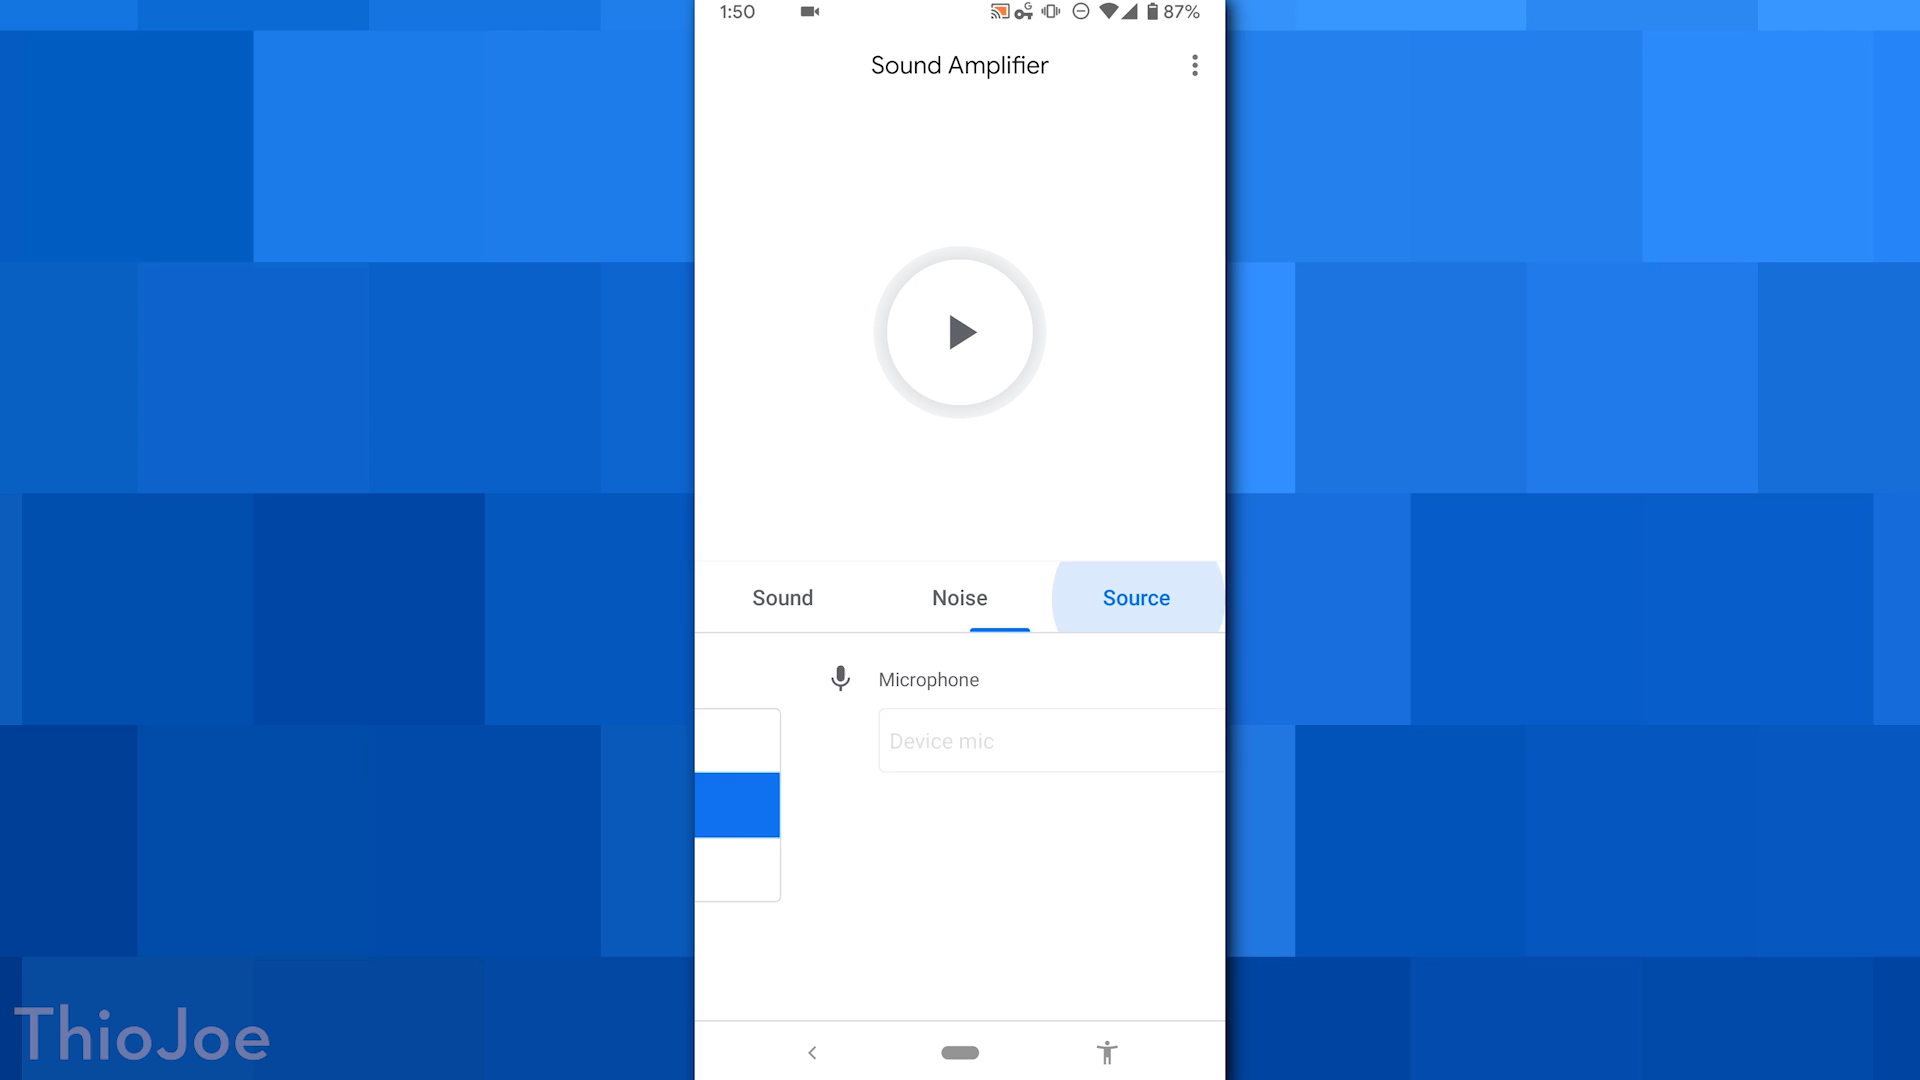 1:50
87%
Sound Amplifier
Sound
Noise
Source
Microphone
Device mic
ThioJoe